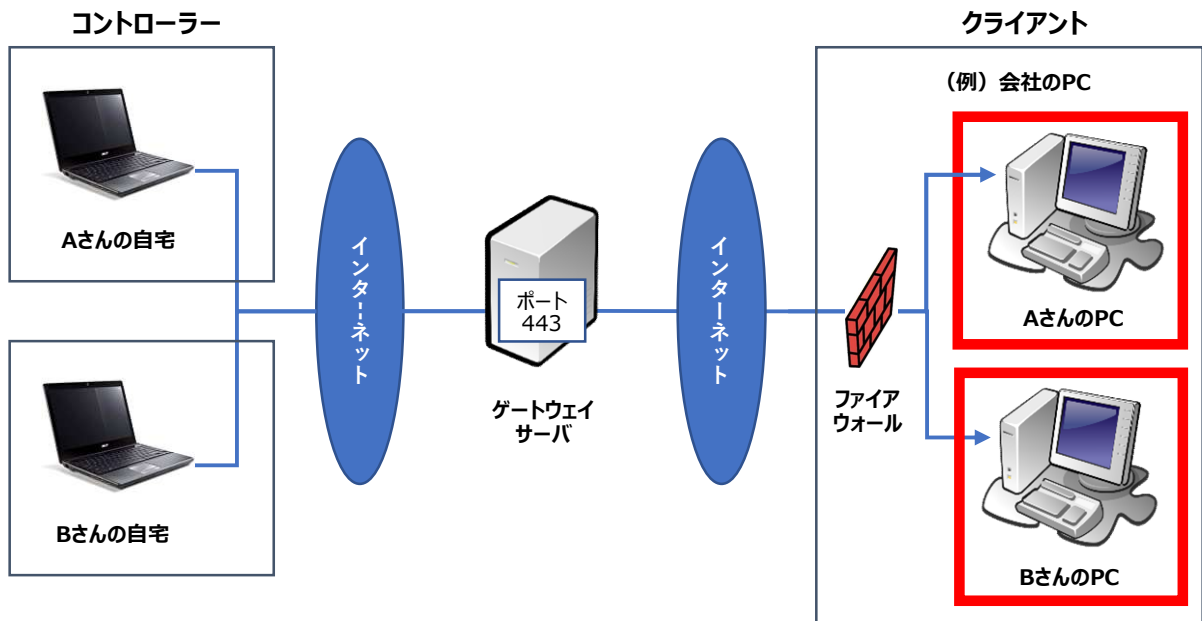 コントローラー
クライアント
(例)会社のPC
Aさんの自宅
Bさんの自宅
インターネット
ポート
443
ゲートウェイ
サーバ
インターネット
ファイア
ウォール
AさんのPC
BさんのPC